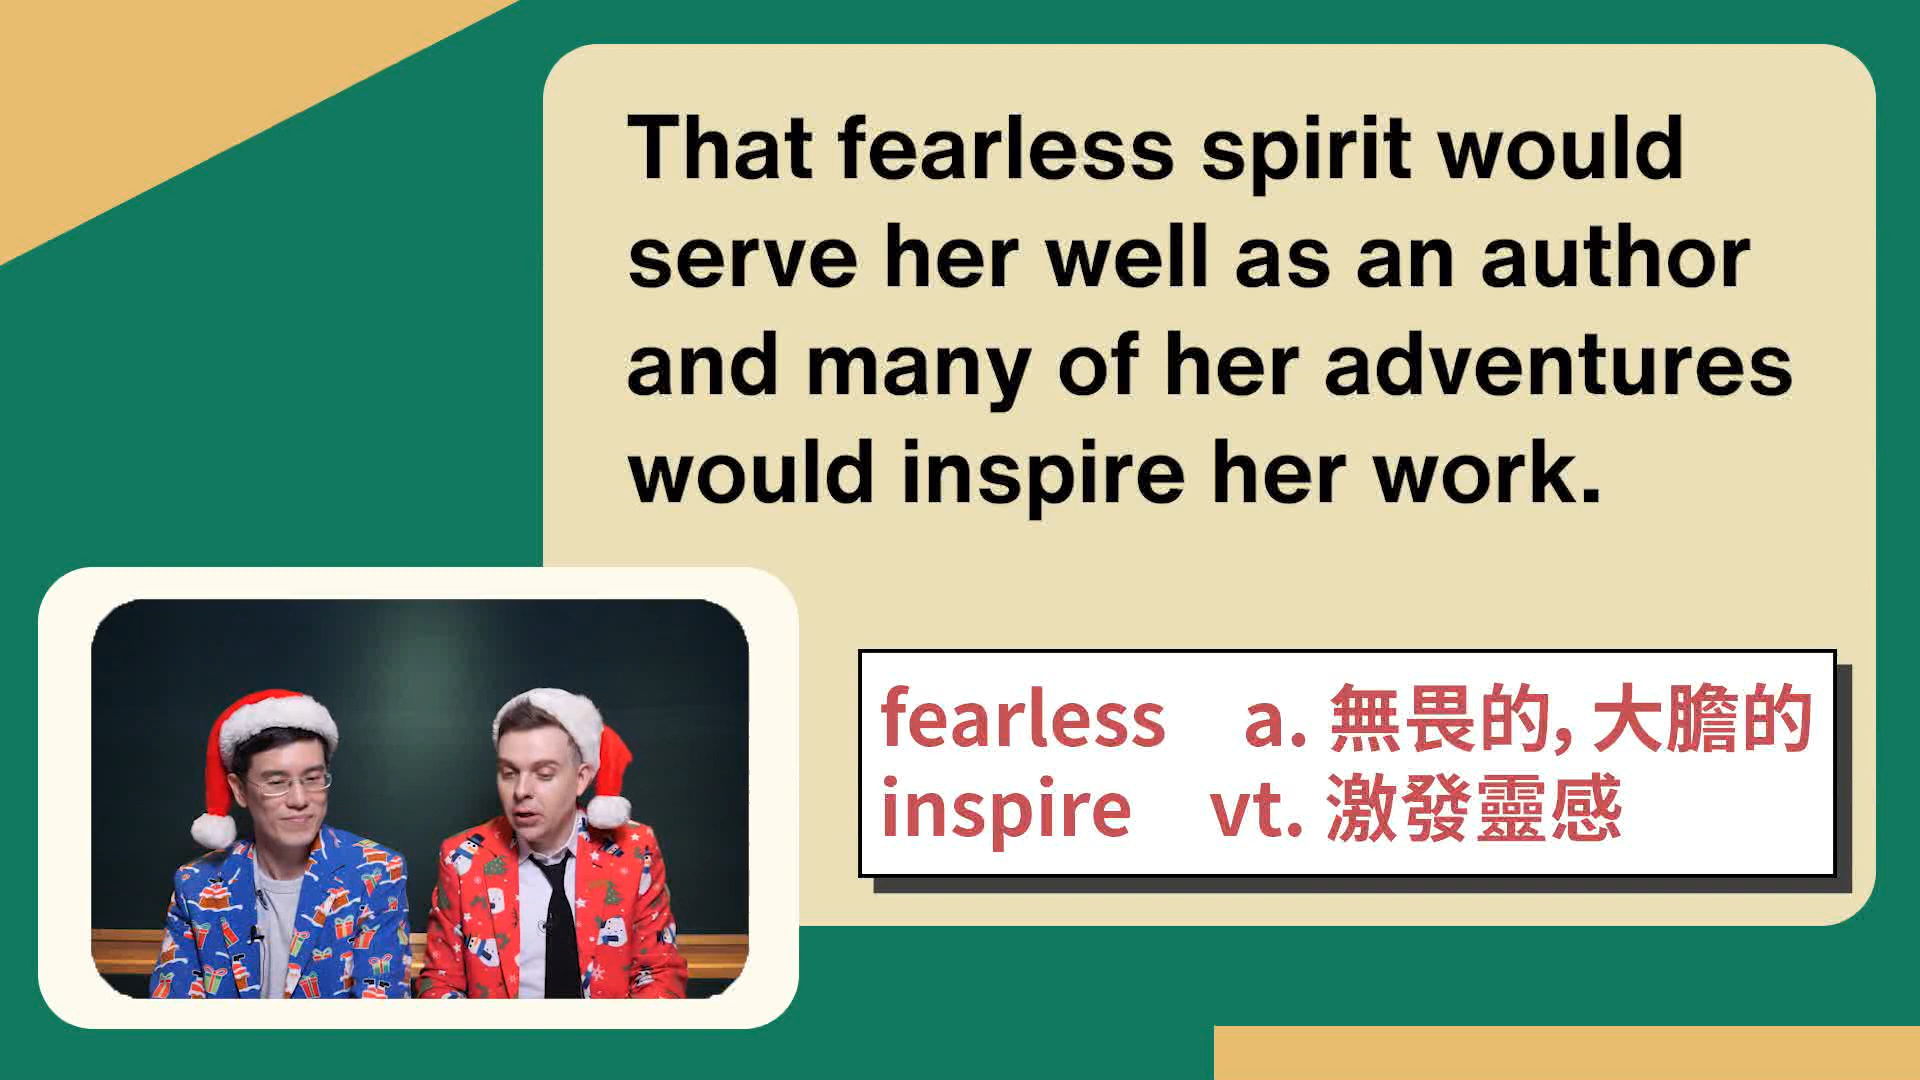 That fearless spirit would
serve her well as an author
and many of her adventures
would inspire her work.
fearless a. 無畏的, 大膽的
inspire vt. 激發靈感